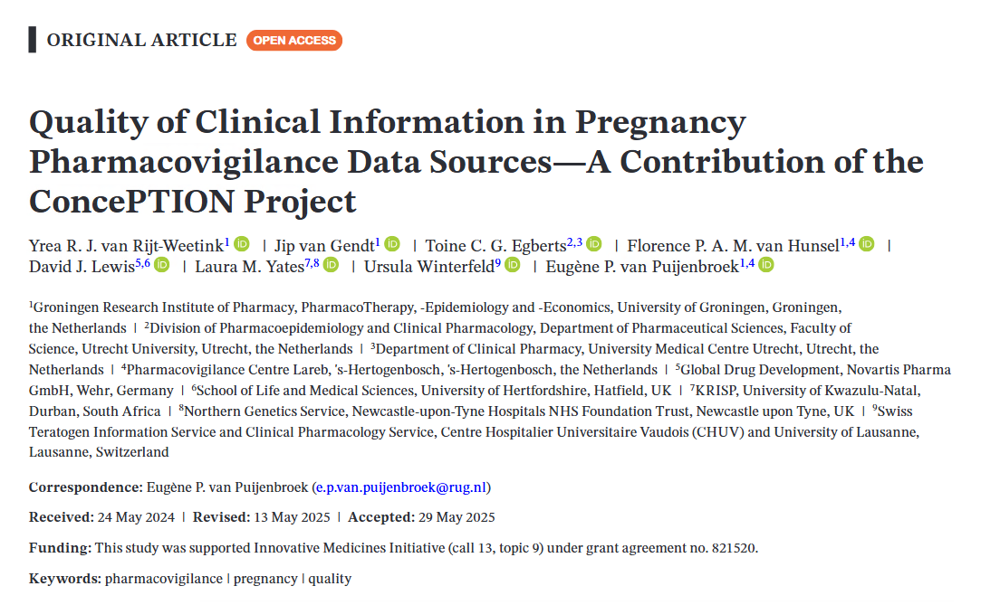 ORIGINAL ARTICLE OPEN ACCESS
Quality of Clinical Information in Pregnancy
Pharmacovigilance Data Sources—A Contribution of the
ConcePTION Project
Yrea R. J. van Rijt-Weetink¹ iD | Jip van Gendt¹ iD | Toine C. G. Egberts²,³ iD | Florence P. A. M. van Hunsel¹,⁴ iD |
David J. Lewis⁵,⁶ iD | Laura M. Yates⁷,⁸ iD | Ursula Winterfeld⁹ iD | Eugène P. van Puijenbroek¹,⁴ iD
¹Groningen Research Institute of Pharmacy, PharmacoTherapy, -Epidemiology and -Economics, University of Groningen, Groningen,
the Netherlands | ²Division of Pharmacoepidemiology and Clinical Pharmacology, Department of Pharmaceutical Sciences, Faculty of
Science, Utrecht University, Utrecht, the Netherlands | ³Department of Clinical Pharmacy, University Medical Centre Utrecht, Utrecht, the
Netherlands | ⁴Pharmacovigilance Centre Lareb, 's-Hertogenbosch, 's-Hertogenbosch, the Netherlands | ⁵Global Drug Development, Novartis Pharma
GmbH, Wehr, Germany | ⁶School of Life and Medical Sciences, University of Hertfordshire, Hatfield, UK | ⁷KRISP, University of Kwazulu-Natal,
Durban, South Africa | ⁸Northern Genetics Service, Newcastle-upon-Tyne Hospitals NHS Foundation Trust, Newcastle upon Tyne, UK | ⁹Swiss
Teratogen Information Service and Clinical Pharmacology Service, Centre Hospitalier Universitaire Vaudois (CHUV) and University of Lausanne,
Lausanne, Switzerland
Correspondence: Eugène P. van Puijenbroek (e.p.van.puijenbroek@rug.nl)
Received: 24 May 2024 | Revised: 13 May 2025 | Accepted: 29 May 2025
Funding: This study was supported Innovative Medicines Initiative (call 13, topic 9) under grant agreement no. 821520.
Keywords: pharmacovigilance | pregnancy | quality